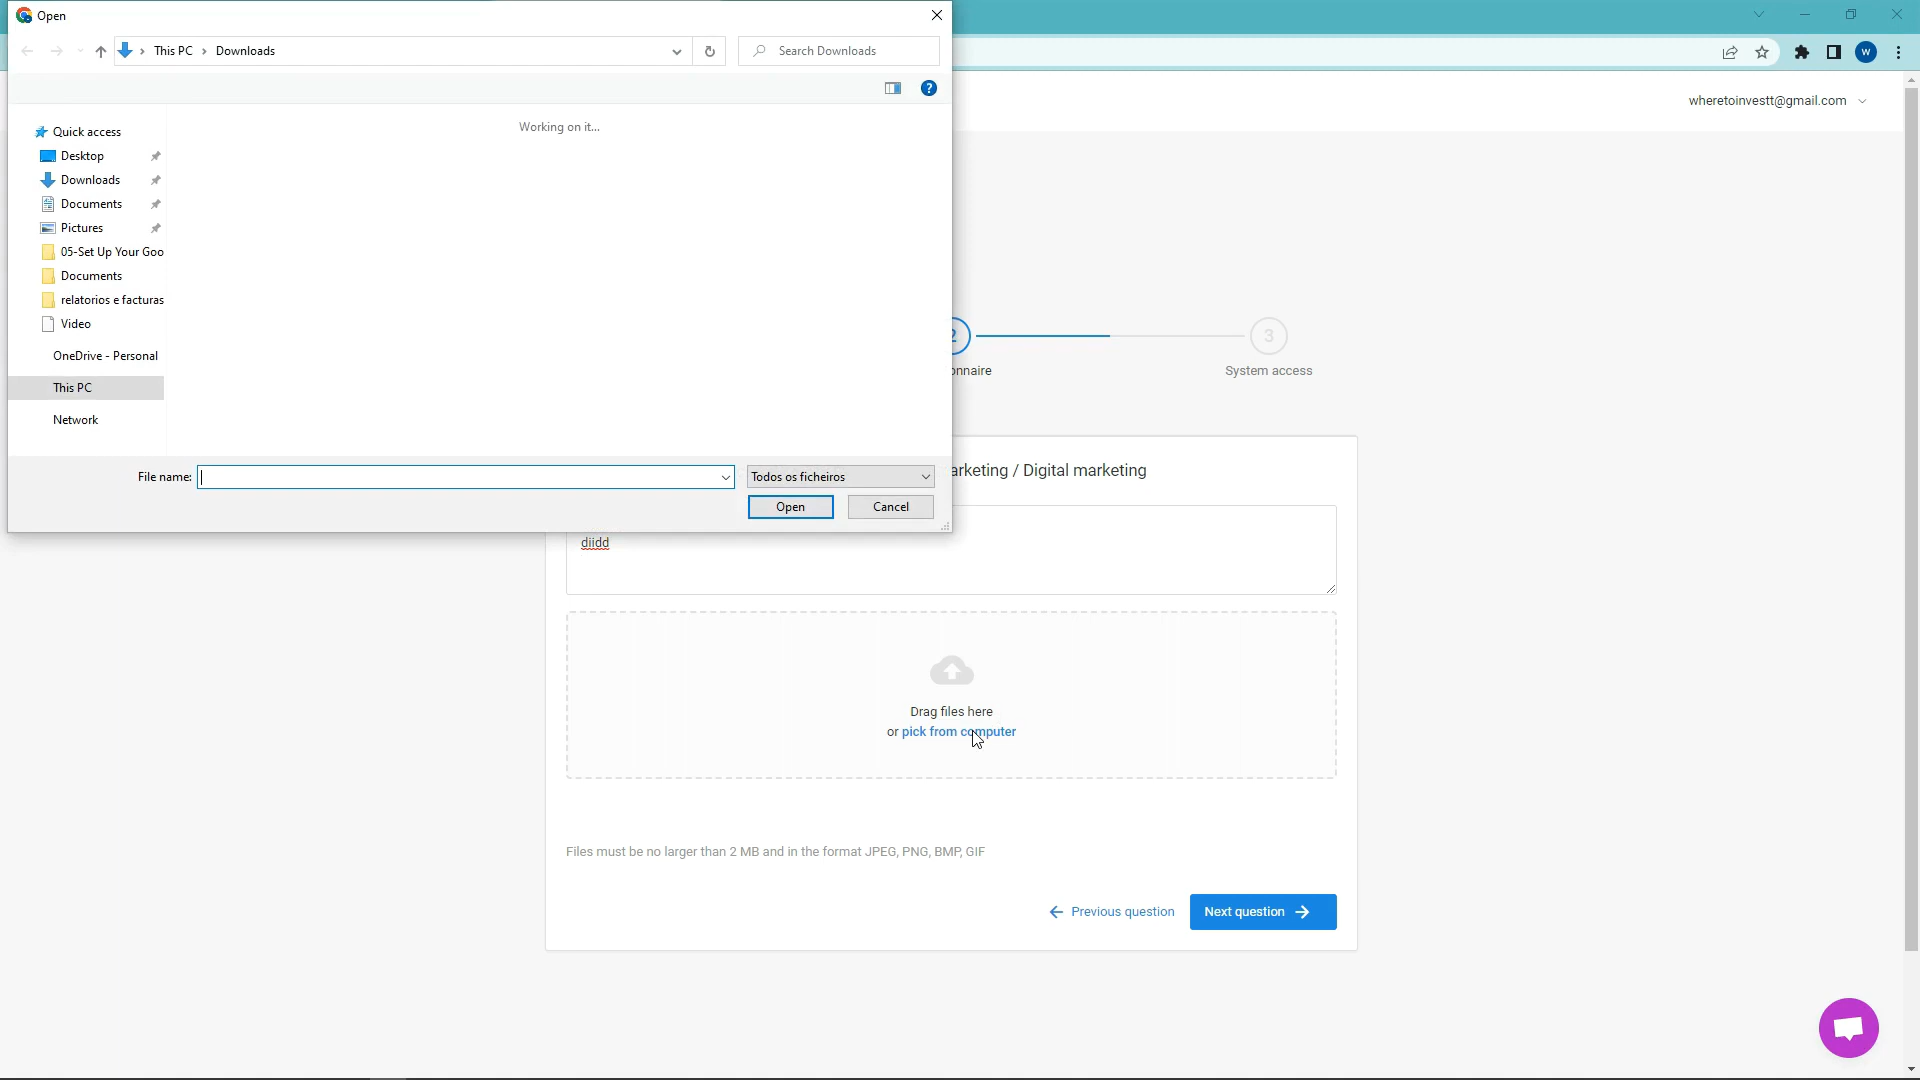 Open
This PC > Downloads
Search Downloads
W
?
wheretoinvestt@gmail.com
Working on it...
Quick access
Desktop
Downloads
Documents
Pictures
05-Set Up Your Goo
Documents
relatorios e facturas
Video
OneDrive - Personal
This PC
Network
File name:
Todos os ficheiros
Open
Cancel
2
3
onnaire
System access
arketing / Digital marketing
diidd
Drag files here
or pick from computer
Files must be no larger than 2 MB and in the format JPEG, PNG, BMP, GIF
Previous question
Next question